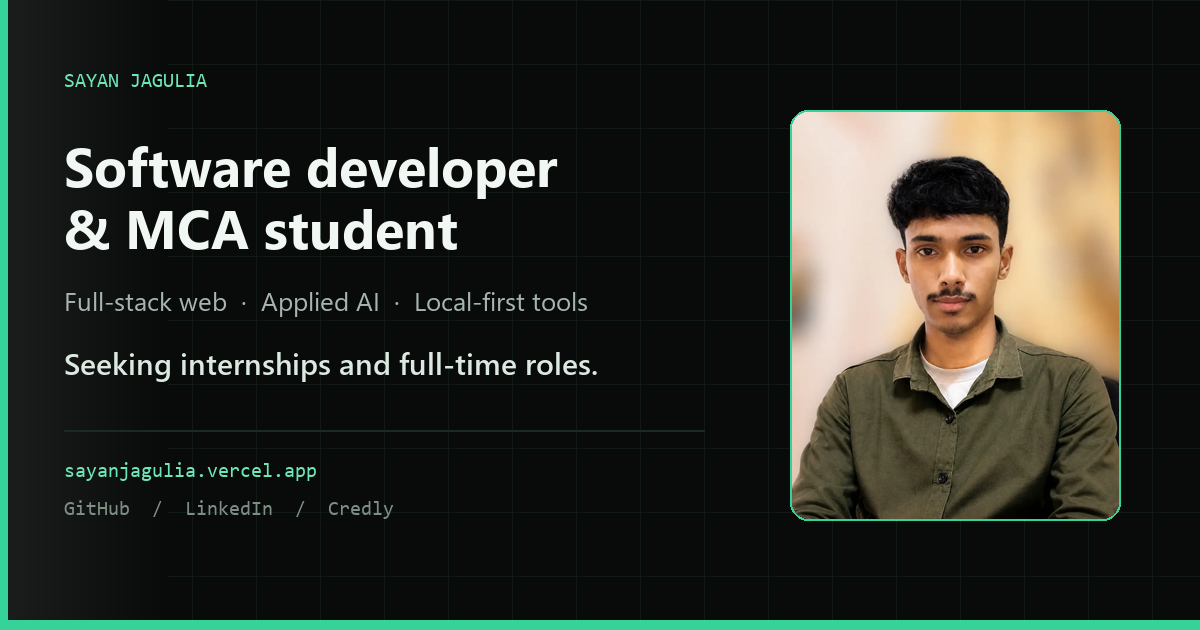 SAYAN JAGULIA
Software developer
& MCA student
Full-stack web · Applied AI · Local-first tools
Seeking internships and full-time roles.
sayanjagulia.vercel.app
GitHub / LinkedIn / Credly